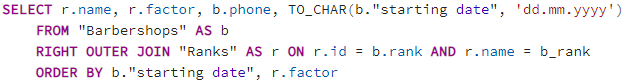 SELECT r.name, r.factor, b.phone, TO_CHAR(b."starting date", 'dd.mm.yyyy')
FROM "Barbershops" AS b
RIGHT OUTER JOIN "Ranks" AS r ON r.id = b.rank AND r.name = b_rank
ORDER BY b."starting date", r.factor